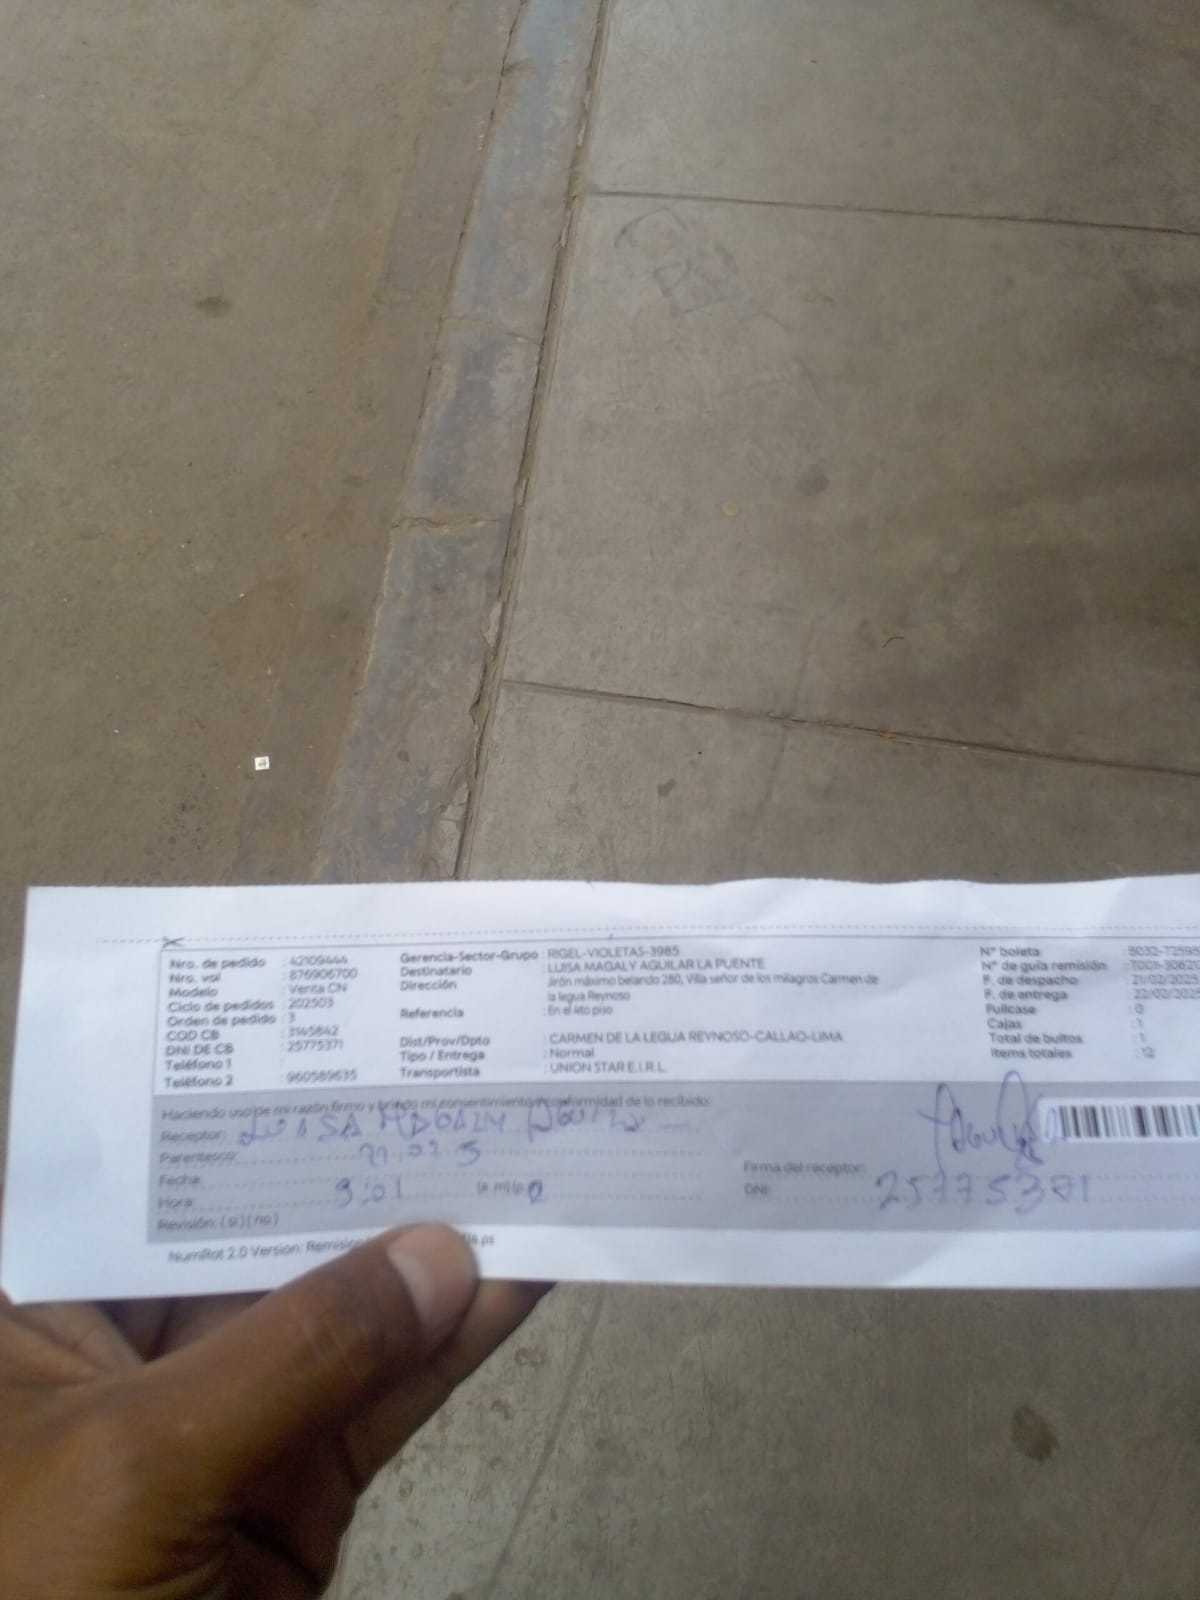 Nro. de pedido : 42109444
Nro. vol : 876906700
Modelo : Venta CN
Ciclo de pedidos : 202503
Orden de pedido : 3
COD CB : 3145842
DNI DE CB : 25775371
Teléfono 1
Teléfono 2 : 960589635
Gerencia-Sector-Grupo : RIGEL-VIOLETAS-3985
Destinatario : LUISA MAGALY AGUILAR LA PUENTE
Dirección : Jirón máximo belando 280, Villa señor de los milagros Carmen de
la legua Reynoso
Referencia : En el 4to piso
Dist/Prov/Dpto : CARMEN DE LA LEGUA REYNOSO-CALLAO-LIMA
Tipo / Entrega : Normal
Transportista : UNION STAR E.I.R.L.
N° boleta
N° de guía remisión
F. de despacho : 21/02/2025
F. de entrega : 22/02/2025
Fullcase : 0
Cajas : 1
Total de bultos : 1
Items totales : 12
Haciendo uso de mi razón firmo y brindo mi consentimiento y conformidad de lo recibido:
Receptor: LUISA MAGALY
Parentesco:
Fecha:
Hora: 9:01
Revisión: (si) (no)
Firma del receptor:
DNI: 25775371
NumRot 2.0 Version: Remision